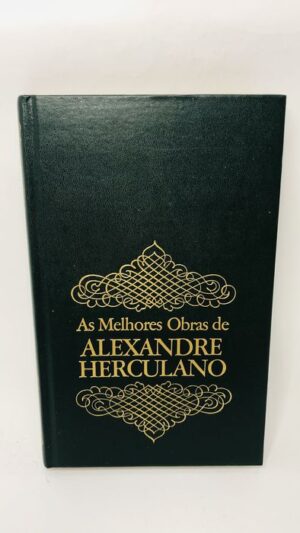 As Melhores Obras de
ALEXANDRE
HERCULANO